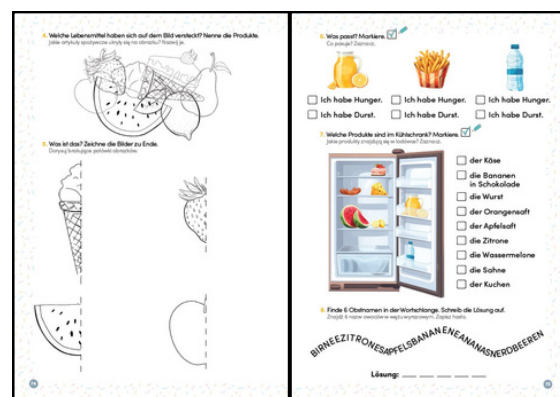 4. Welche Lebensmittel haben sich auf dem Bild versteckt? Nenne die Produkte.
Jakie artykuły spożywcze ukryły się na obrazku? Nazwij je.
5. Was ist das? Zeichne die Bilder zu Ende.
Dorysuj brakujące połówki obrazków.
6. Was passt? Markiere.
Co pasuje? Zaznacz.
Ich habe Hunger. Ich habe Hunger. Ich habe Hunger.
Ich habe Durst. Ich habe Durst. Ich habe Durst.
7. Welche Produkte sind im Kühlschrank? Markiere.
Jakie produkty znajdują się w lodówce? Zaznacz.
der Käse
die Bananen
in Schokolade
die Wurst
der Orangensaft
der Apfelsaft
die Zitrone
die Wassermelone
die Sahne
der Kuchen
8. Finde 6 Obstnamen in der Wortschlange. Schreib die Lösung auf.
Znajdź 6 nazw owoców w wężu wyrazowym. Zapisz hasło.
BIRNEEZITRONESAPFELSBANANENEANANASNERDBEEREN
Lösung: